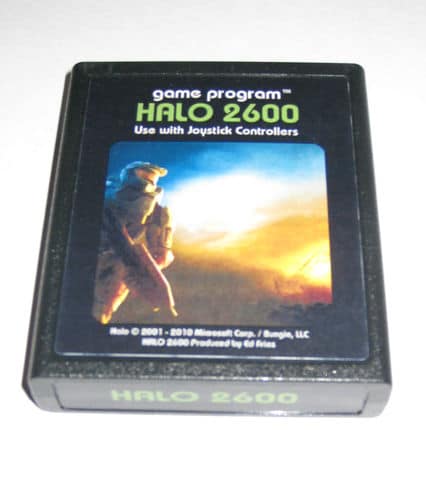 game program™
HALO 2600
Use with Joystick Controllers
Halo © 2001 - 2010 Microsoft Corp. / Bungie, LLC
HALO 2600 Produced by Ed Fries
HALO 2600